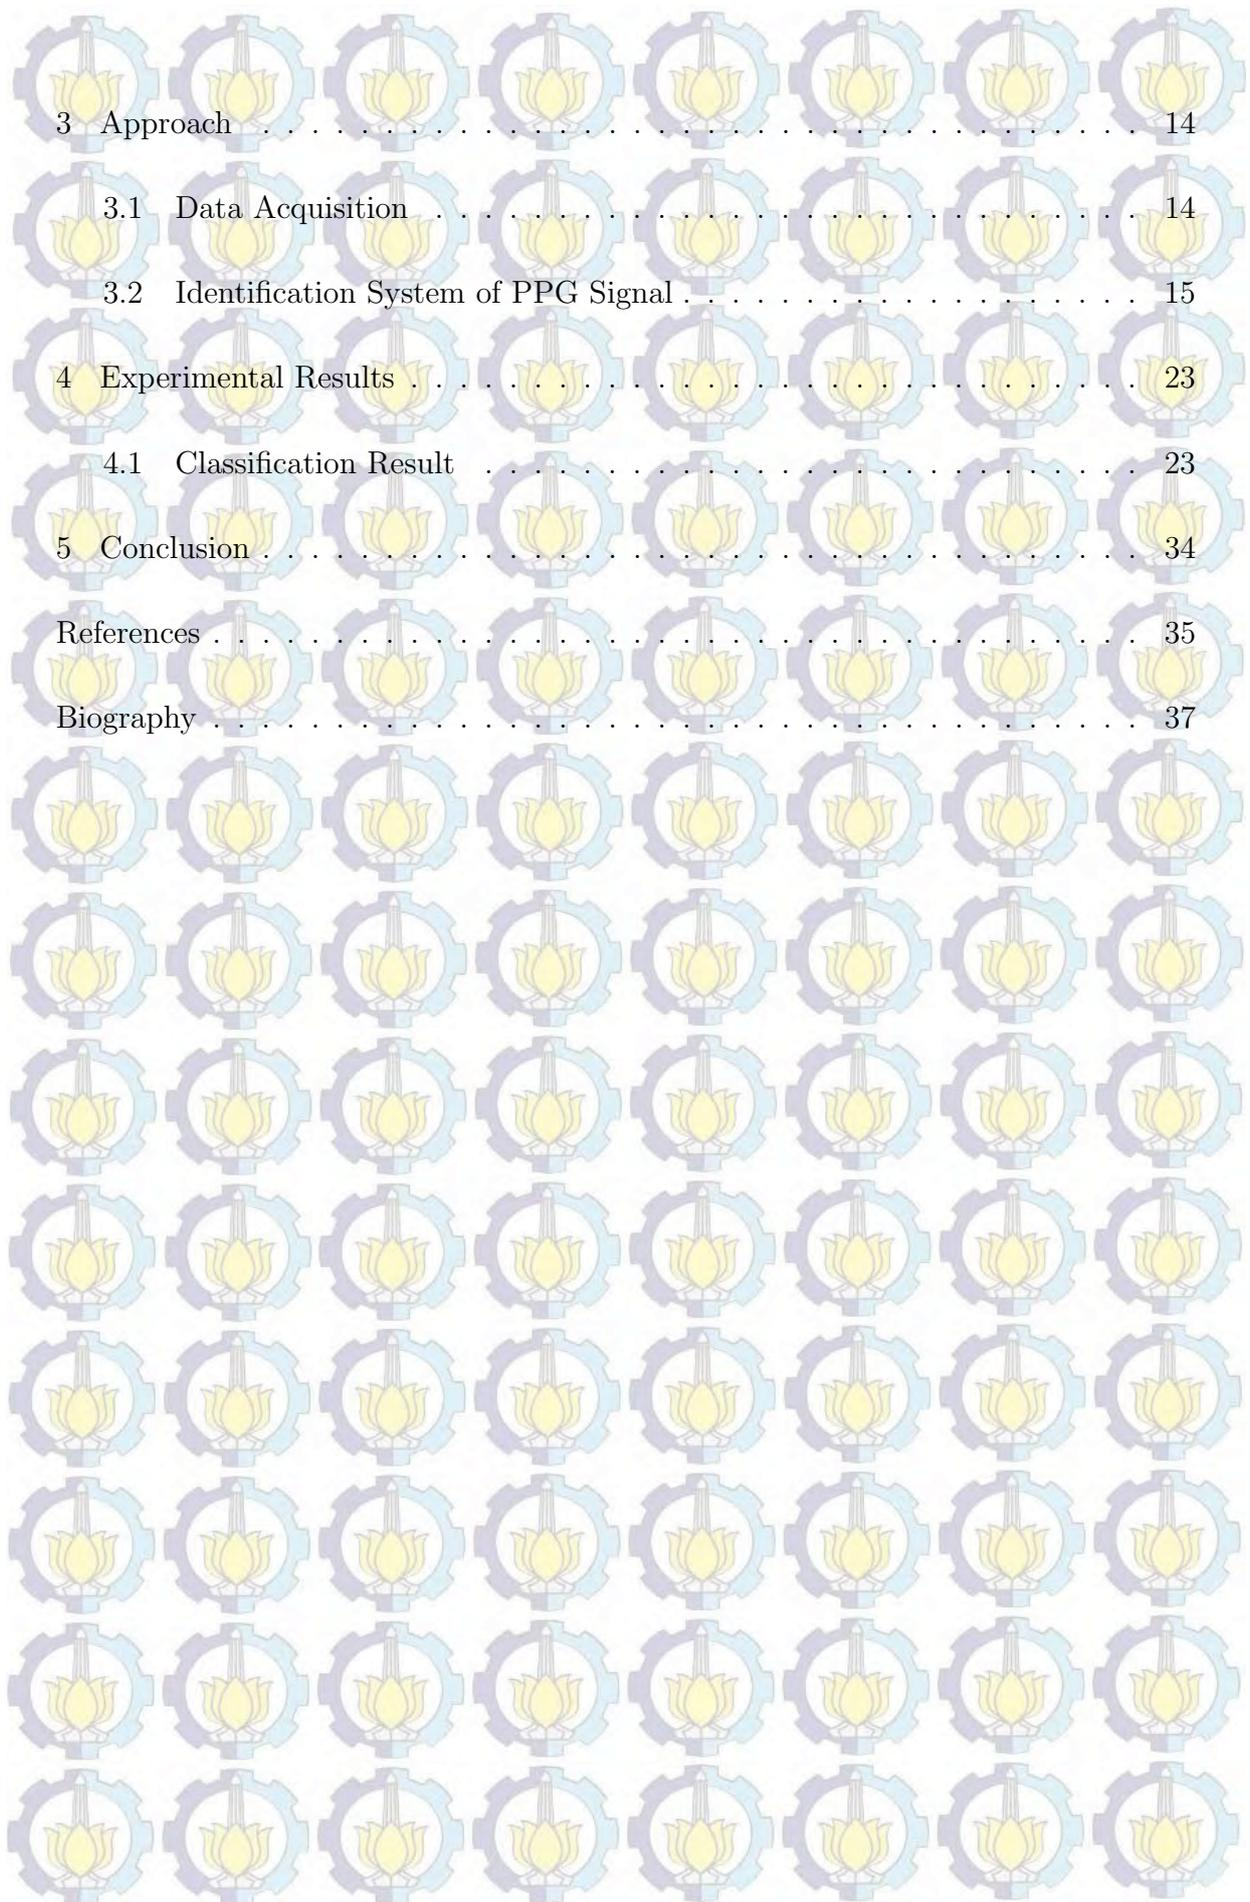 3 Approach . . . . . . . . . . . . . . . . . . . . . . . . . . . . . . . . . . . . 14
3.1 Data Acquisition . . . . . . . . . . . . . . . . . . . . . . . . . . . . . 14
3.2 Identification System of PPG Signal . . . . . . . . . . . . . . . . . . . 15
4 Experimental Results . . . . . . . . . . . . . . . . . . . . . . . . . . . . . . 23
4.1 Classification Result . . . . . . . . . . . . . . . . . . . . . . . . . . . 23
5 Conclusion . . . . . . . . . . . . . . . . . . . . . . . . . . . . . . . . . . . . 34
References . . . . . . . . . . . . . . . . . . . . . . . . . . . . . . . . . . . . . . 35
Biography . . . . . . . . . . . . . . . . . . . . . . . . . . . . . . . . . . . . . . 37